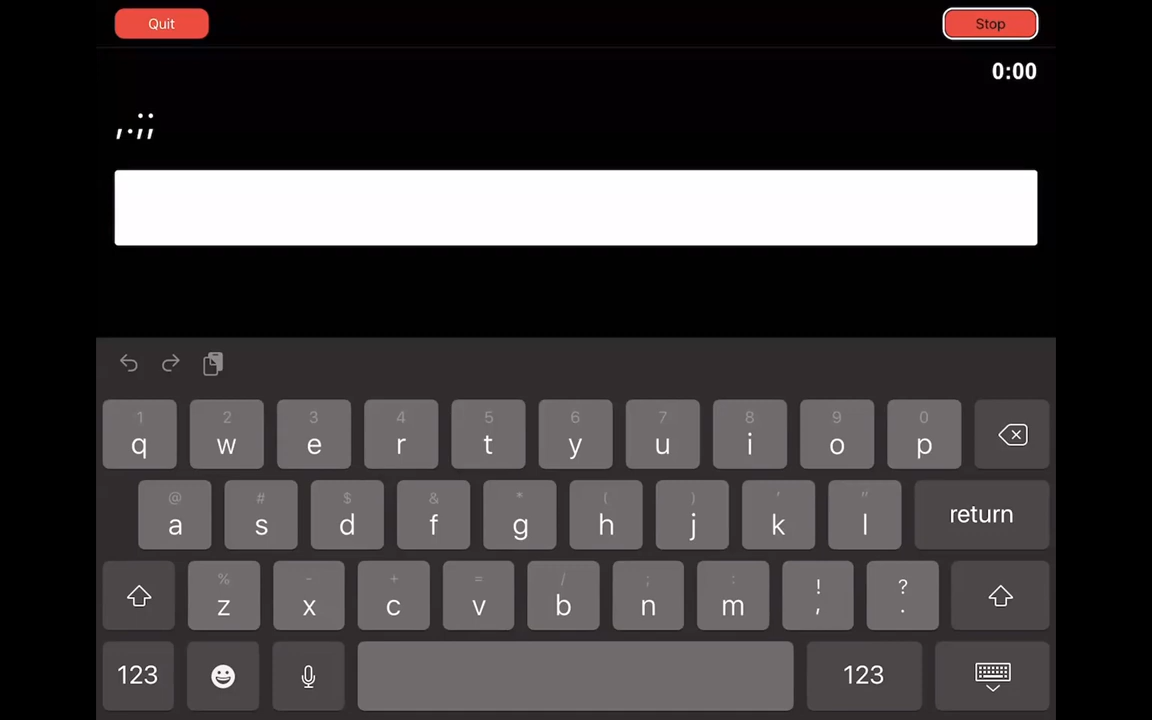 Quit Stop
0:00
,.;;
1 2 3 4 5 6 7 8 9 0
q w e r t y u i o p
@ # $ & * ( ) ' "
a s d f g h j k l return
% - + = / ; : ! ?
z x c v b n m , .
123 123